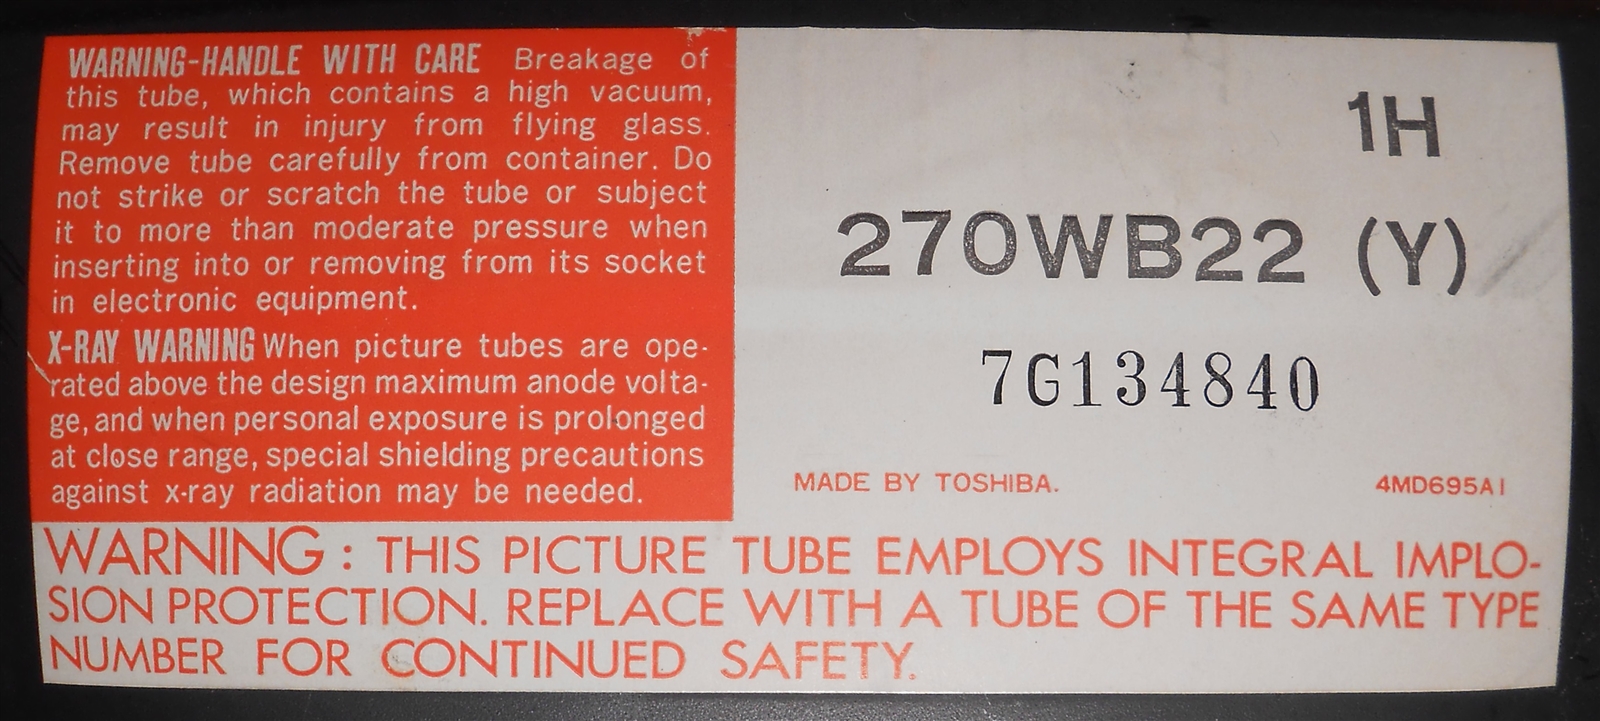 WARNING-HANDLE WITH CARE Breakage of
this tube, which contains a high vacuum,
may result in injury from flying glass.
Remove tube carefully from container. Do
not strike or scratch the tube or subject
it to more than moderate pressure when
inserting into or removing from its socket
in electronic equipment.
X-RAY WARNING When picture tubes are ope-
rated above the design maximum anode volta-
ge, and when personal exposure is prolonged
at close range, special shielding precautions
against x-ray radiation may be needed.
1H
270WB22 (Y)
7G134840
MADE BY TOSHIBA.
4MD695A1
WARNING : THIS PICTURE TUBE EMPLOYS INTEGRAL IMPLO-
SION PROTECTION. REPLACE WITH A TUBE OF THE SAME TYPE
NUMBER FOR CONTINUED SAFETY.